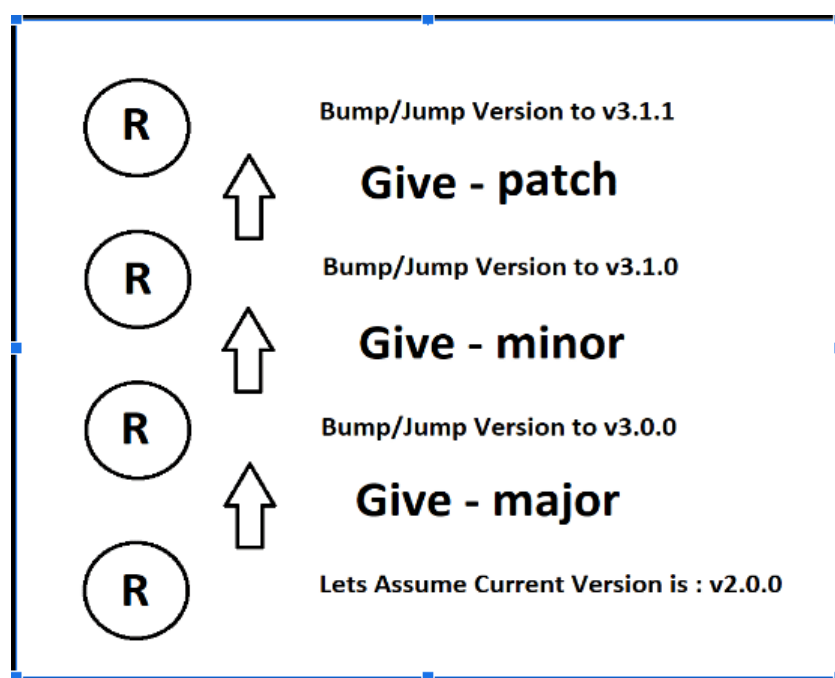 R
Bump/Jump Version to v3.1.1
Give - patch
R
Bump/Jump Version to v3.1.0
Give - minor
R
Bump/Jump Version to v3.0.0
Give - major
R
Lets Assume Current Version is : v2.0.0